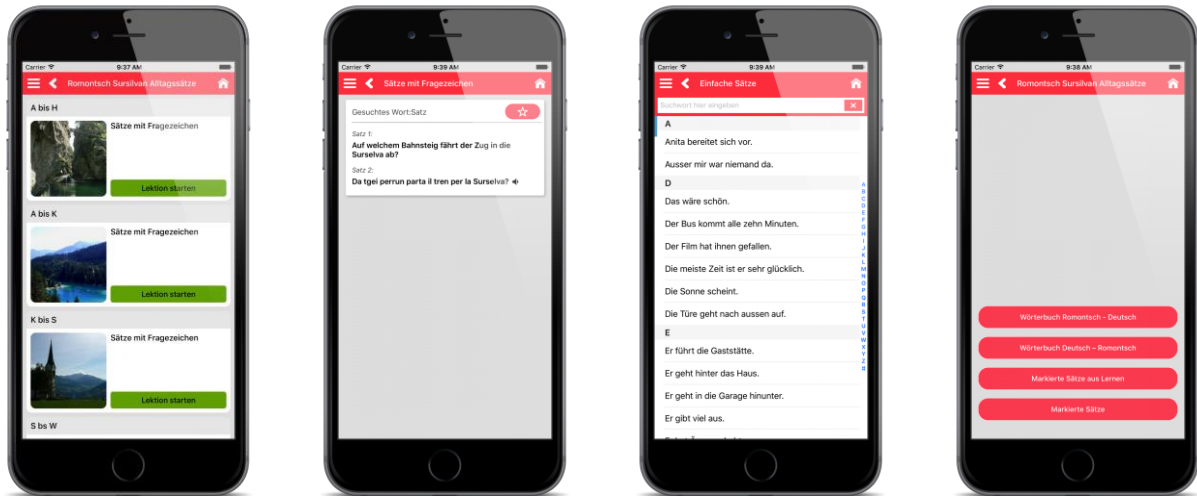 Carrier 9:37 AM
Romontsch Sursilvan Alltagssätze
A bis H
Sätze mit Fragezeichen
Lektion starten
A bis K
Sätze mit Fragezeichen
Lektion starten
K bis S
Sätze mit Fragezeichen
Lektion starten
S bs W
Carrier 9:39 AM
Sätze mit Fragezeichen
Gesuchtes Wort:Satz
Satz 1:
Auf welchem Bahnsteig fährt der Zug in die
Surselva ab?
Satz 2:
Da tgei perrun parta il tren per la Surselva?
Carrier 9:39 AM
Einfache Sätze
Suchwort hier eingeben
A
Anita bereitet sich vor.
Ausser mir war niemand da.
D
Das wäre schön.
Der Bus kommt alle zehn Minuten.
Der Film hat ihnen gefallen.
Die meiste Zeit ist er sehr glücklich.
Die Sonne scheint.
Die Türe geht nach aussen auf.
E
Er führt die Gaststätte.
Er geht hinter das Haus.
Er geht in die Garage hinunter.
Er gibt viel aus.
A
B
C
D
E
F
G
H
I
J
K
L
M
N
O
P
Q
R
S
T
U
V
W
X
Y
Z
#
Carrier 9:38 AM
Romontsch Sursilvan Alltagssätze
Wörterbuch Romontsch - Deutsch
Wörterbuch Deutsch – Romontsch
Markierte Sätze aus Lernen
Markierte Sätze